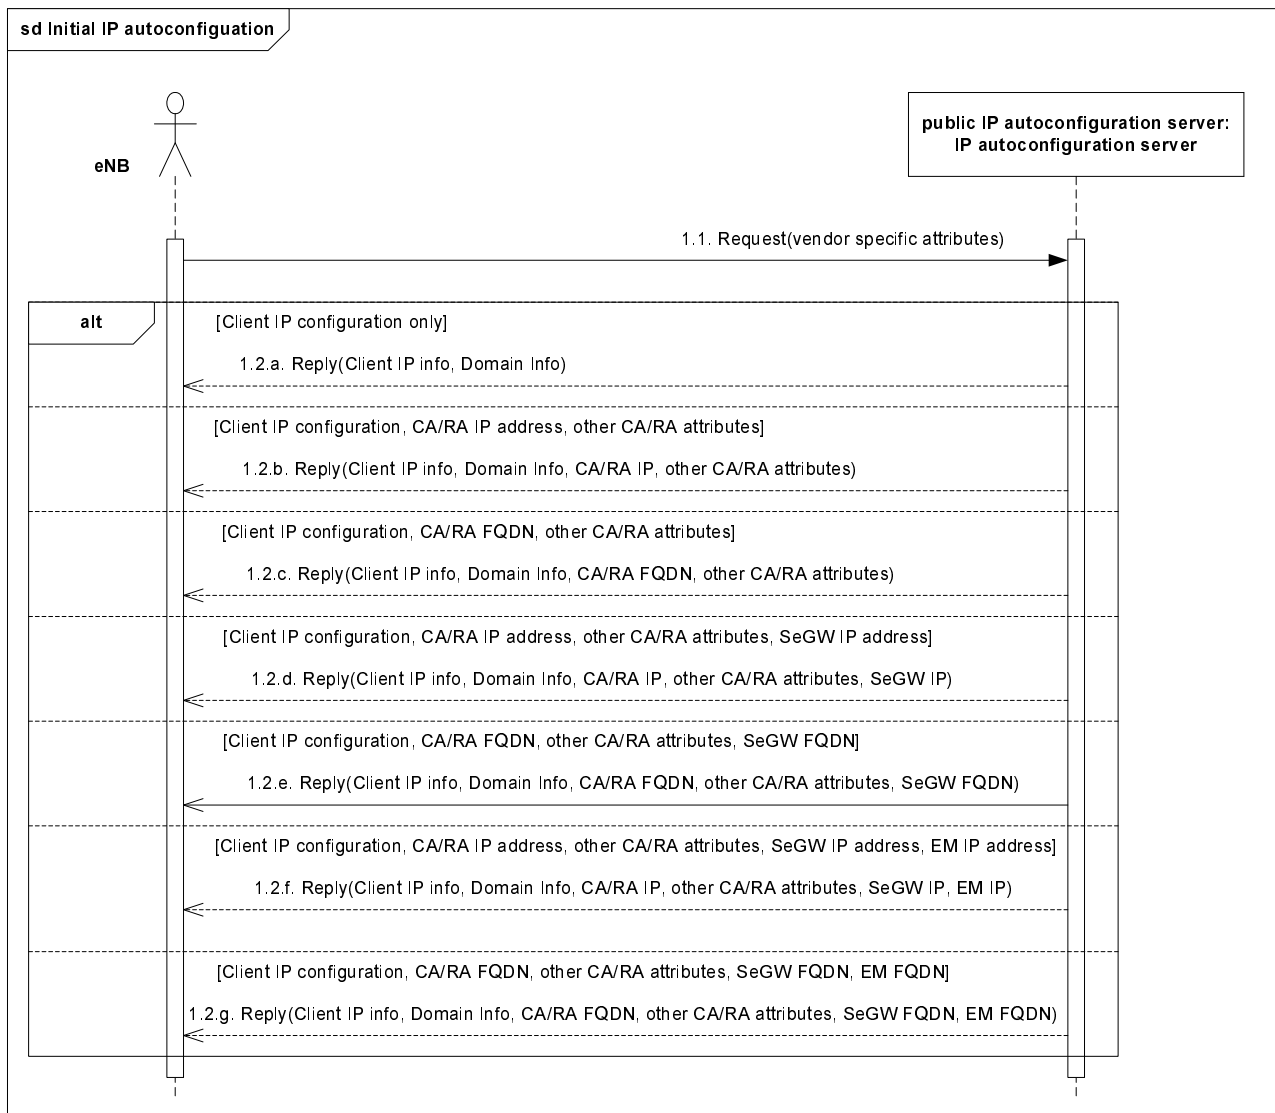 sd Initial IP autoconfiguation
eNB
public IP autoconfiguration server:
IP autoconfiguration server
1.1. Request(vendor specific attributes)
alt
[Client IP configuration only]
1.2.a. Reply(Client IP info, Domain Info)
[Client IP configuration, CA/RA IP address, other CA/RA attributes]
1.2.b. Reply(Client IP info, Domain Info, CA/RA IP, other CA/RA attributes)
[Client IP configuration, CA/RA FQDN, other CA/RA attributes]
1.2.c. Reply(Client IP info, Domain Info, CA/RA FQDN, other CA/RA attributes)
[Client IP configuration, CA/RA IP address, other CA/RA attributes, SeGW IP address]
1.2.d. Reply(Client IP info, Domain Info, CA/RA IP, other CA/RA attributes, SeGW IP)
[Client IP configuration, CA/RA FQDN, other CA/RA attributes, SeGW FQDN]
1.2.e. Reply(Client IP info, Domain Info, CA/RA FQDN, other CA/RA attributes, SeGW FQDN)
[Client IP configuration, CA/RA IP address, other CA/RA attributes, SeGW IP address, EM IP address]
1.2.f. Reply(Client IP info, Domain Info, CA/RA IP, other CA/RA attributes, SeGW IP, EM IP)
[Client IP configuration, CA/RA FQDN, other CA/RA attributes, SeGW FQDN, EM FQDN]
1.2.g. Reply(Client IP info, Domain Info, CA/RA FQDN, other CA/RA attributes, SeGW FQDN, EM FQDN)